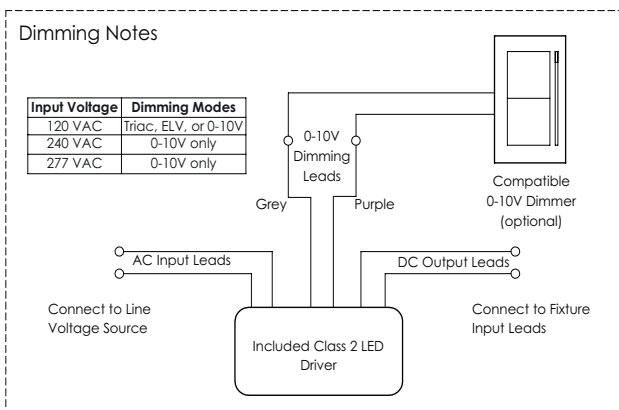 Dimming Notes
Input Voltage Dimming Modes
120 VAC Triac, ELV, or 0-10V
240 VAC 0-10V only
277 VAC 0-10V only
0-10V
Dimming
Leads
Grey
Purple
Compatible
0-10V Dimmer
(optional)
AC Input Leads
DC Output Leads
Connect to Line
Voltage Source
Connect to Fixture
Input Leads
Included Class 2 LED
Driver